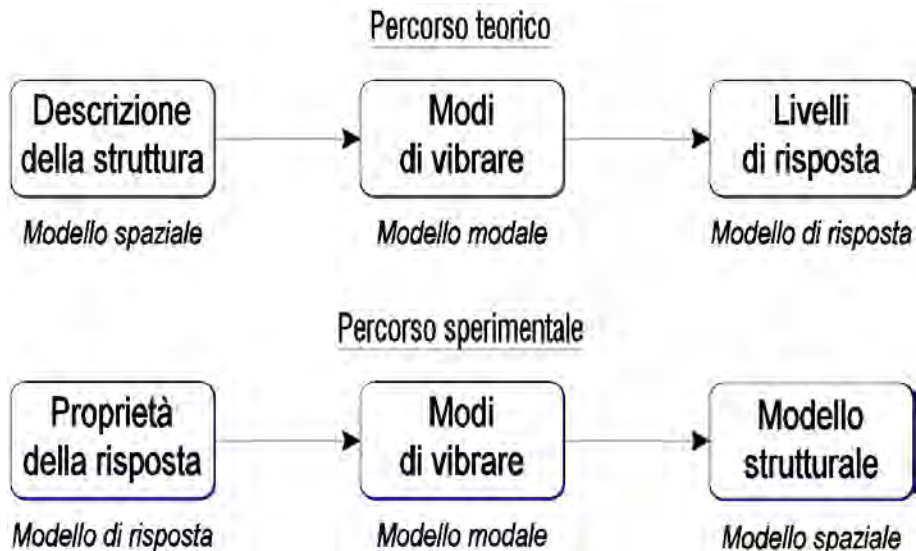 Percorso teorico
Descrizione
della struttura
Modi
di vibrare
Livelli
di risposta
Modello spaziale
Modello modale
Modello di risposta
Percorso sperimentale
Proprietà
della risposta
Modi
di vibrare
Modello
strutturale
Modello di risposta
Modello modale
Modello spaziale